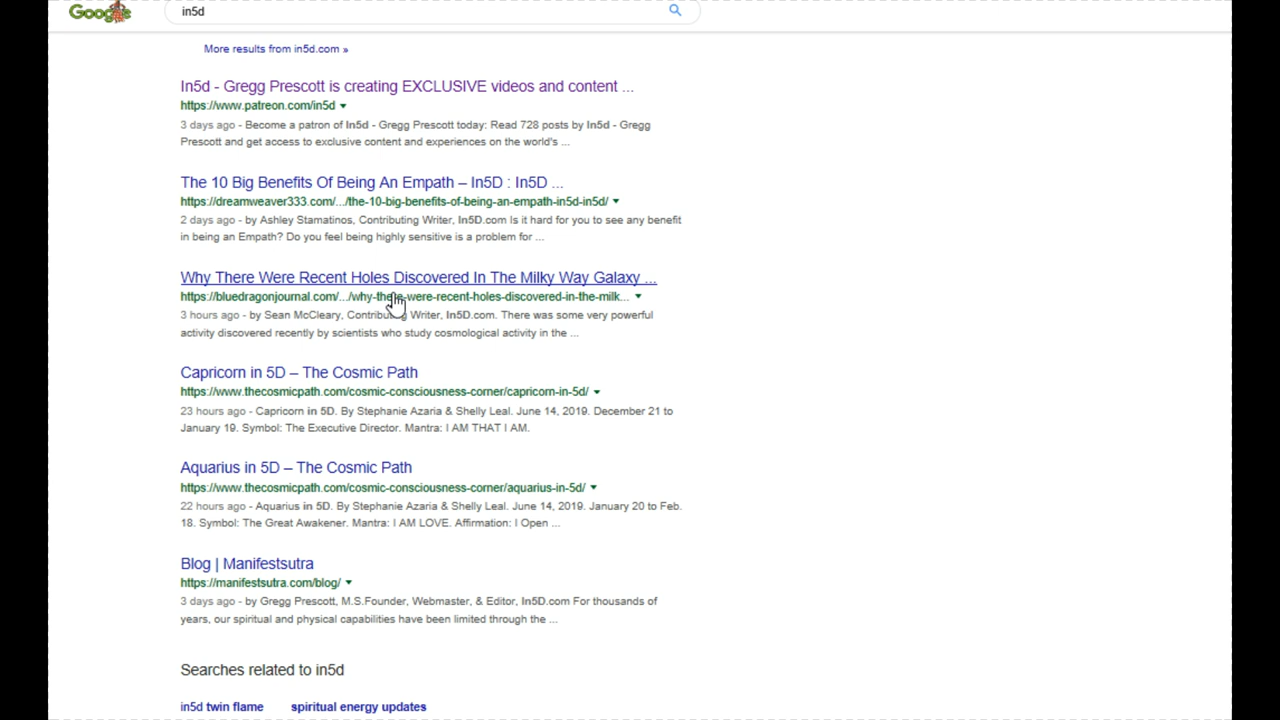 Google
in5d
More results from in5d.com »
In5d - Gregg Prescott is creating EXCLUSIVE videos and content ...
https://www.patreon.com/in5d
3 days ago - Become a patron of In5d - Gregg Prescott today: Read 728 posts by In5d - Gregg
Prescott and get access to exclusive content and experiences on the world's ...
The 10 Big Benefits Of Being An Empath – In5D : In5D ...
https://dreamweaver333.com/.../the-10-big-benefits-of-being-an-empath-in5d-in5d/
2 days ago - by Ashley Stamatinos, Contributing Writer, In5D.com Is it hard for you to see any benefit
in being an Empath? Do you feel being highly sensitive is a problem for ...
Why There Were Recent Holes Discovered In The Milky Way Galaxy ...
https://bluedragonjournal.com/.../why-there-were-recent-holes-discovered-in-the-milk...
3 hours ago - by Sean McCleary, Contributing Writer, In5D.com. There was some very powerful
activity discovered recently by scientists who study cosmological activity in the ...
Capricorn in 5D – The Cosmic Path
https://www.thecosmicpath.com/cosmic-consciousness-corner/capricorn-in-5d/
23 hours ago - Capricorn in 5D. By Stephanie Azaria & Shelly Leal. June 14, 2019. December 21 to
January 19. Symbol: The Executive Director. Mantra: I AM THAT I AM.
Aquarius in 5D – The Cosmic Path
https://www.thecosmicpath.com/cosmic-consciousness-corner/aquarius-in-5d/
22 hours ago - Aquarius in 5D. By Stephanie Azaria & Shelly Leal. June 14, 2019. January 20 to Feb.
18. Symbol: The Great Awakener. Mantra: I AM LOVE. Affirmation: I Open ...
Blog | Manifestsutra
https://manifestsutra.com/blog/
3 days ago - by Gregg Prescott, M.S.Founder, Webmaster, & Editor, In5D.com For thousands of
years, our spiritual and physical capabilities have been limited through the ...
Searches related to in5d
in5d twin flame spiritual energy updates